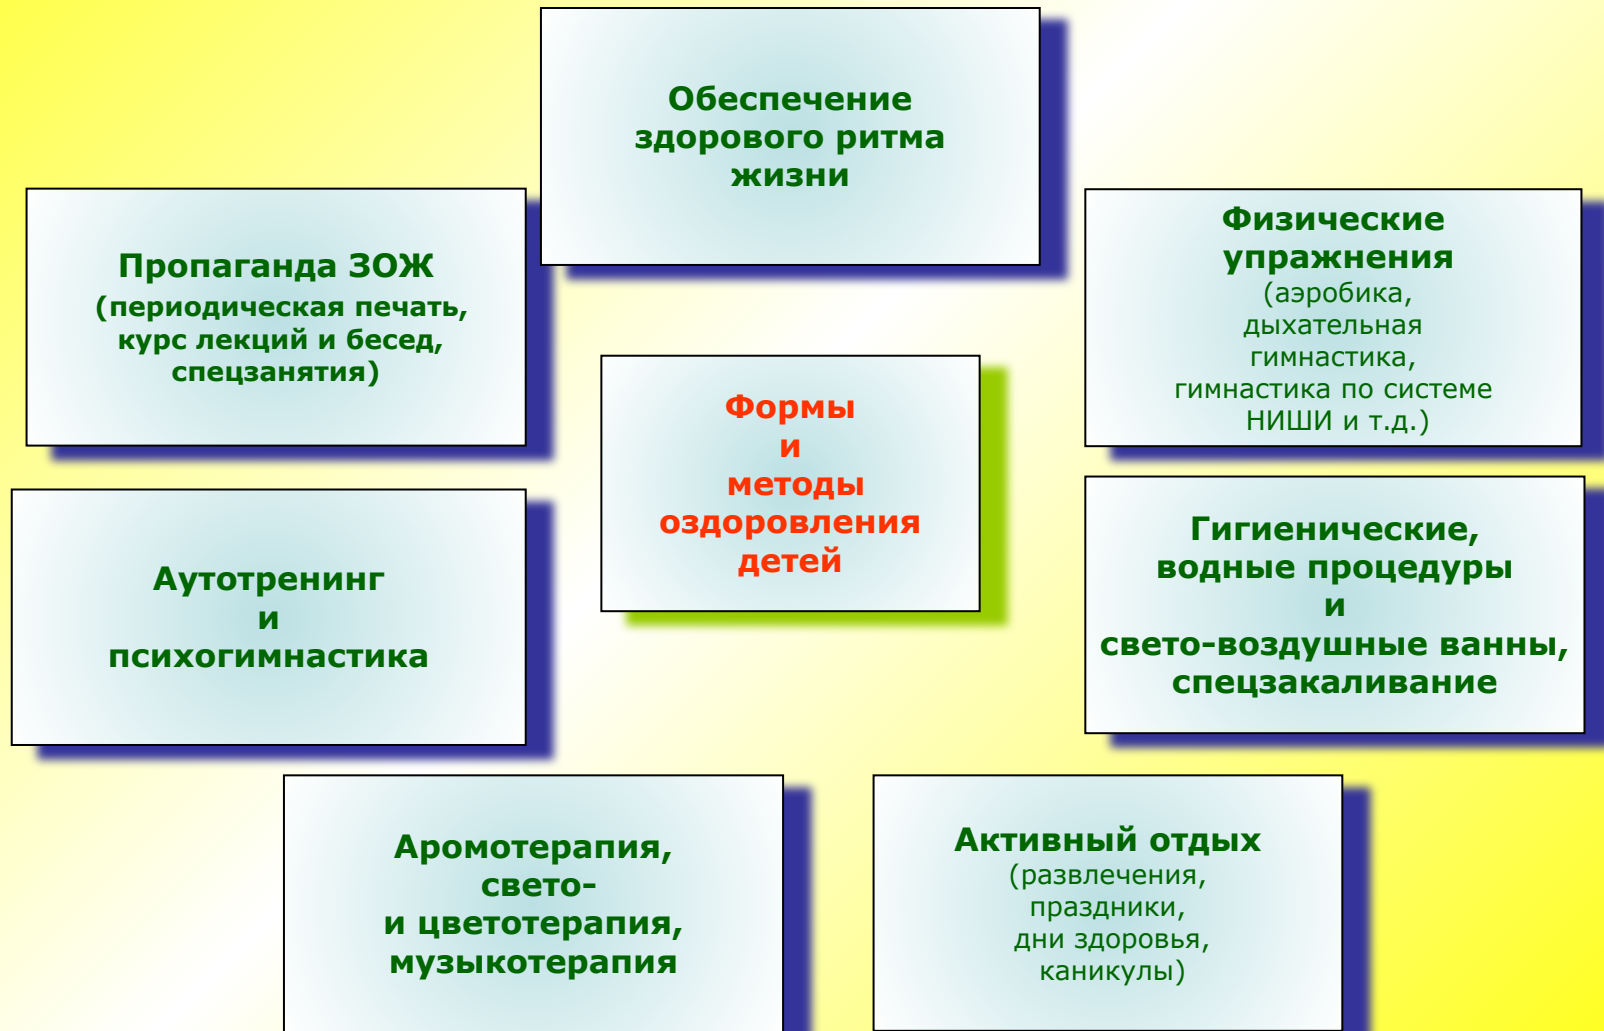 Обеспечение
здорового ритма
жизни
Пропаганда ЗОЖ
(периодическая печать,
курс лекций и бесед,
спецзанятия)
Физические
упражнения
(аэробика,
дыхательная
гимнастика,
гимнастика по системе
НИШИ и т.д.)
Формы
и
методы
оздоровления
детей
Аутотренинг
и
психогимнастика
Гигиенические,
водные процедуры
и
свето-воздушные ванны,
спецзакаливание
Аромотерапия,
свето-
и цветотерапия,
музыкотерапия
Активный отдых
(развлечения,
праздники,
дни здоровья,
каникулы)